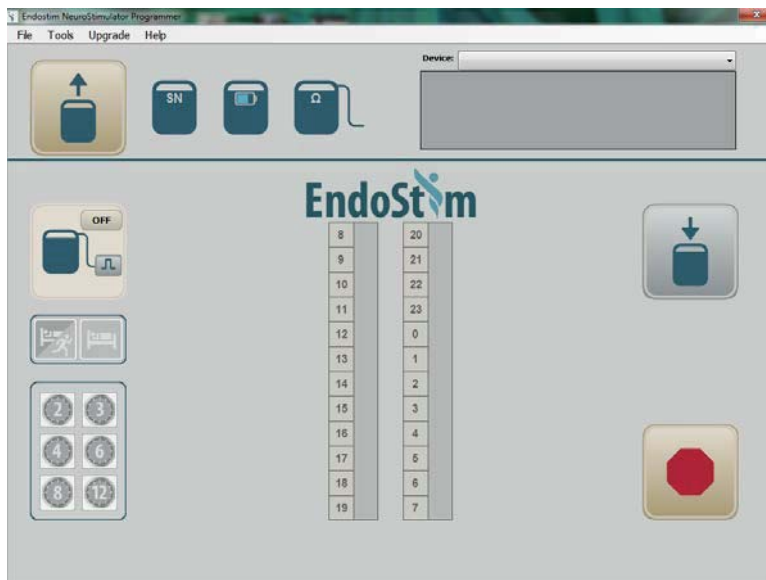 Endostim NeuroStimulator Programmer
File Tools Upgrade Help
Device:
SN
Ω
EndoStim
OFF
8 20
9 21
10 22
11 23
12 0
13 1
14 2
15 3
16 4
17 5
18 6
19 7
2 3
4 6
8 12